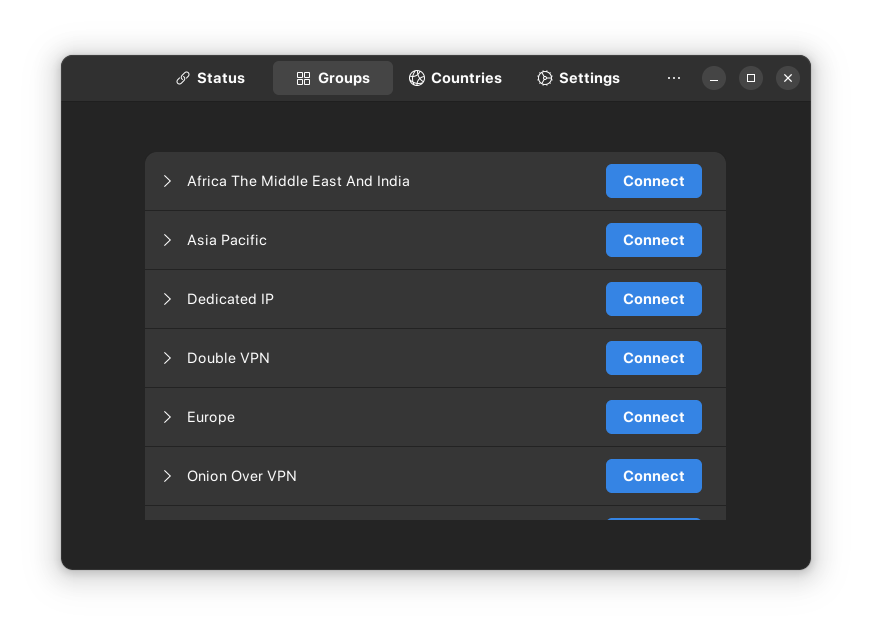 Status Groups Countries Settings
Africa The Middle East And India Connect
Asia Pacific Connect
Dedicated IP Connect
Double VPN Connect
Europe Connect
Onion Over VPN Connect